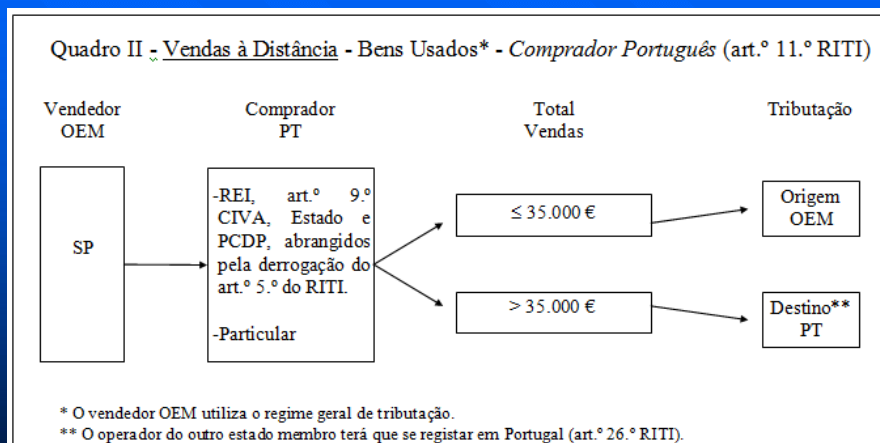 Quadro II - Vendas à Distância - Bens Usados* - Comprador Português (art.º 11.º RITI)
Vendedor
OEM
Comprador
PT
Total
Vendas
Tributação
SP
-REI, art.º 9.º
CIVA, Estado e
PCDP, abrangidos
pela derrogação do
art.º 5.º do RITI.
-Particular
≤ 35.000 €
> 35.000 €
Origem
OEM
Destino**
PT
* O vendedor OEM utiliza o regime geral de tributação.
** O operador do outro estado membro terá que se registar em Portugal (art.º 26.º RITI).